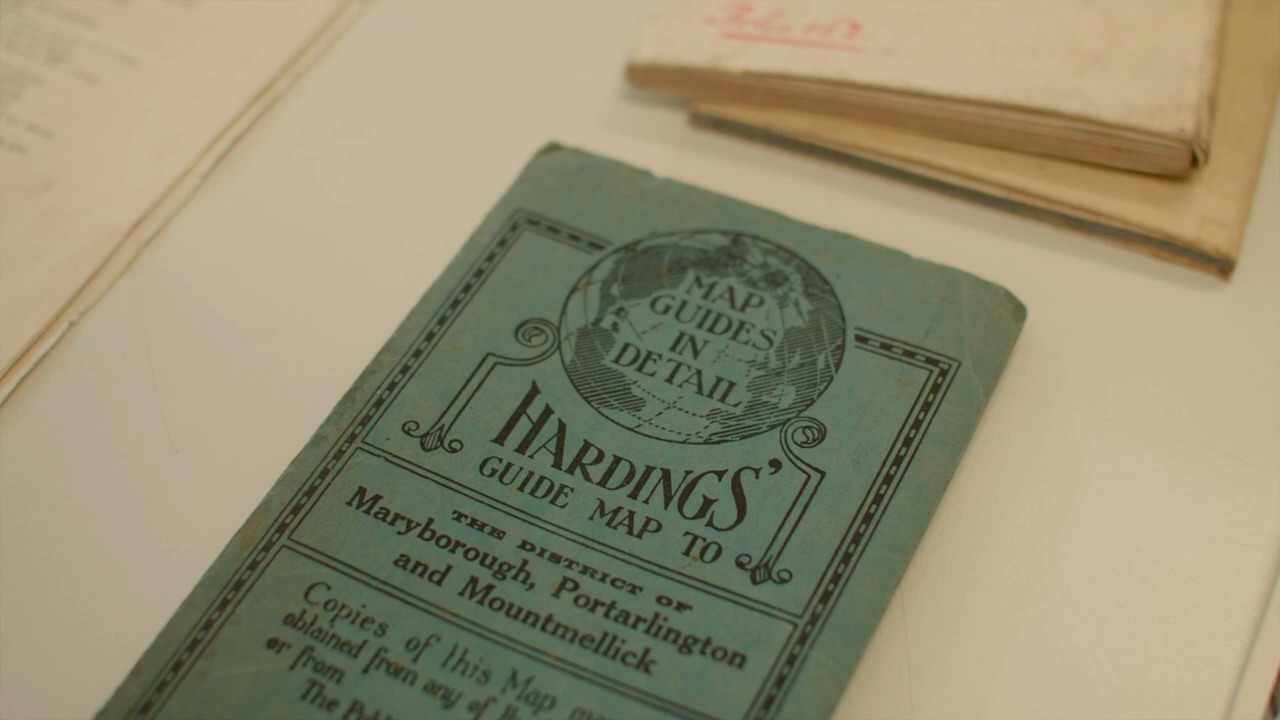 MAP
GUIDES
IN
DETAIL
HARDINGS'
GUIDE MAP TO
THE DISTRICT OF
Maryborough, Portarlington
and Mountmellick
Copies of this Map
obtained from any of
or from
The